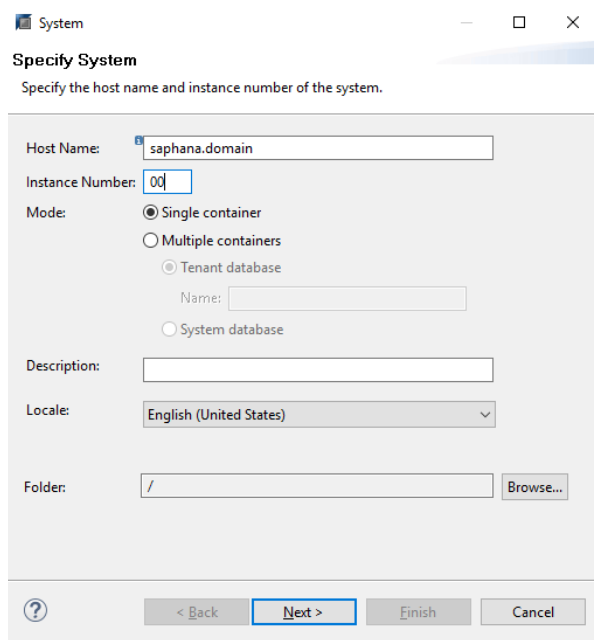 System
Specify System
Specify the host name and instance number of the system.
Host Name: saphana.domain
Instance Number: 00
Mode: Single container
Multiple containers
Tenant database
Name:
System database
Description:
Locale: English (United States)
Folder: / Browse...
? < Back Next > Finish Cancel